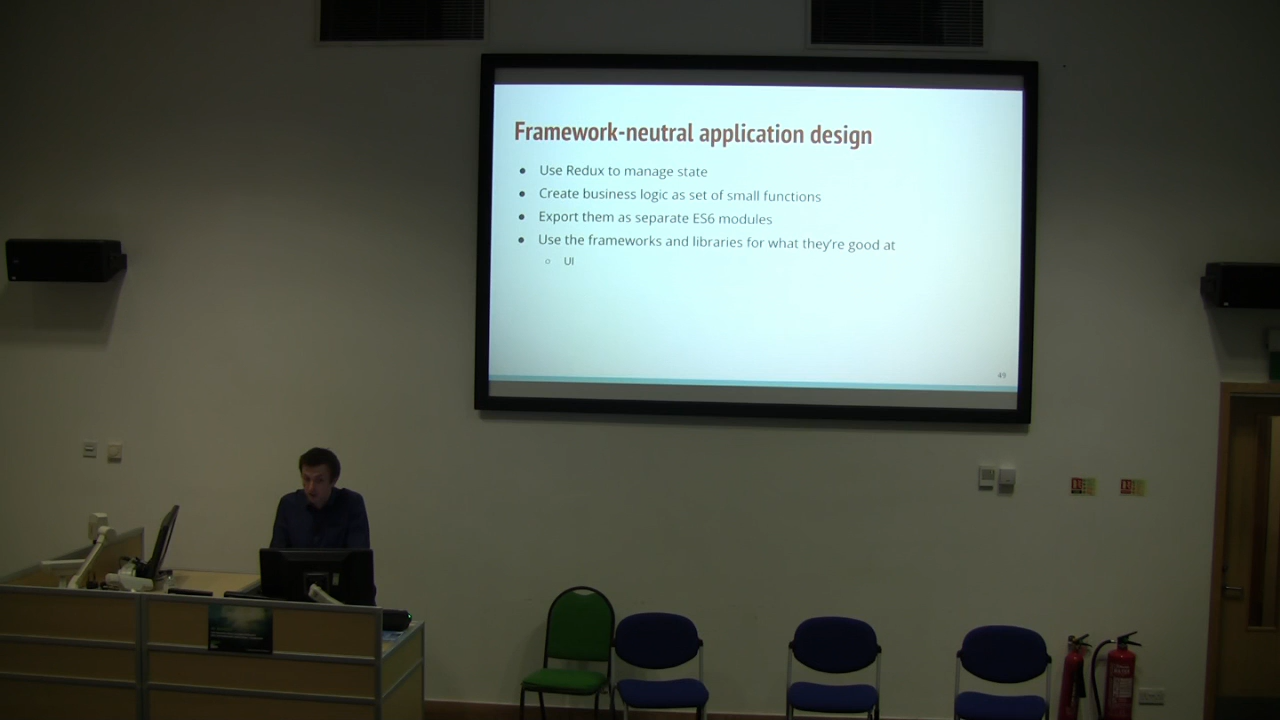 Framework-neutral application design
● Use Redux to manage state
● Create business logic as set of small functions
● Export them as separate ES6 modules
● Use the frameworks and libraries for what they're good at
○ UI
49